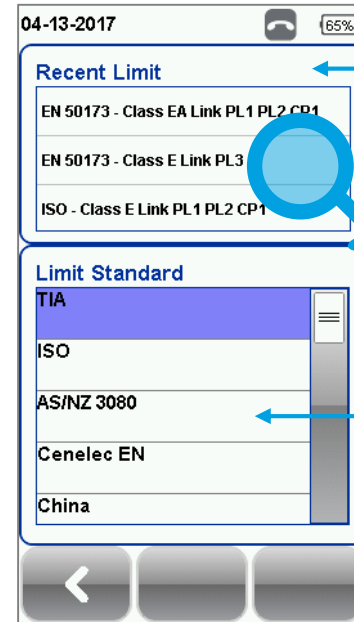 04-13-2017
65%
Recent Limit
EN 50173 - Class EA Link PL1 PL2 CP1
EN 50173 - Class E Link PL3
ISO - Class E Link PL1 PL2 CP1
Limit Standard
TIA
ISO
AS/NZ 3080
Cenelec EN
China